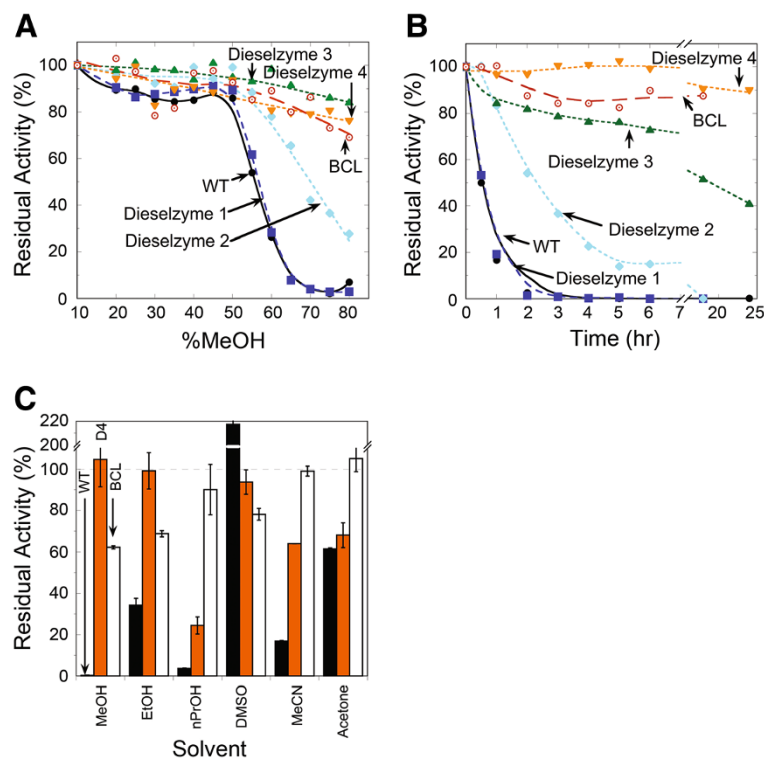 A
Residual Activity (%)
120
100
80
60
40
20
0
10 20 30 40 50 60 70 80
%MeOH
Dieselzyme 3
Dieselzyme 4
BCL
WT
Dieselzyme 1
Dieselzyme 2
B
Residual Activity (%)
120
100
80
60
40
20
0
0 1 2 3 4 5 6 7 20 25
Time (hr)
Dieselzyme 4
BCL
Dieselzyme 3
Dieselzyme 2
WT
Dieselzyme 1
C
Residual Activity (%)
220
200
100
80
60
40
20
0
WT
D4
BCL
MeOH
EtOH
nPrOH
DMSO
MeCN
Acetone
Solvent